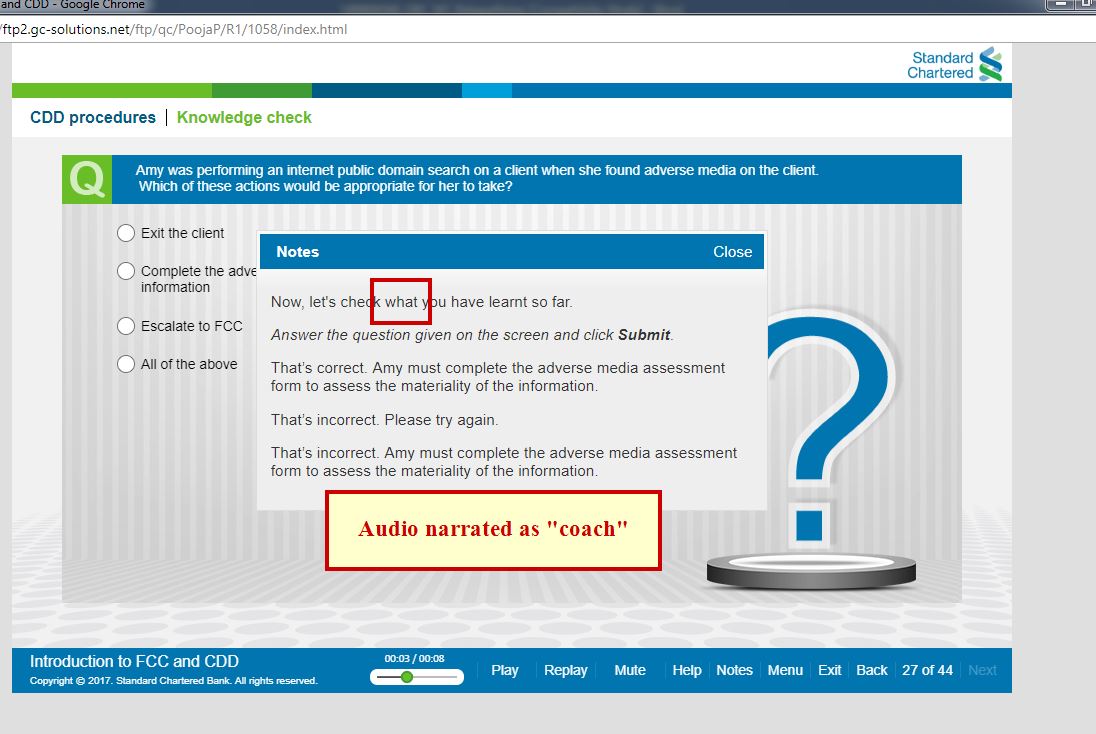 and CDD - Google Chrome
/ftp2.gc-solutions.net/ftp/qc/PoojaP/R1/1058/index.html
Standard
Chartered
CDD procedures | Knowledge check
Q
Amy was performing an internet public domain search on a client when she found adverse media on the client.
Which of these actions would be appropriate for her to take?
Exit the client
Complete the adve
information
Escalate to FCC
All of the above
Notes Close
Now, let's check what you have learnt so far.
Answer the question given on the screen and click Submit.
That's correct. Amy must complete the adverse media assessment
form to assess the materiality of the information.
That's incorrect. Please try again.
That's incorrect. Amy must complete the adverse media assessment
form to assess the materiality of the information.
Audio narrated as "coach"
?
Introduction to FCC and CDD
Copyright © 2017. Standard Chartered Bank. All rights reserved.
00:03 / 00:08
Play Replay Mute Help Notes Menu Exit Back 27 of 44 Next